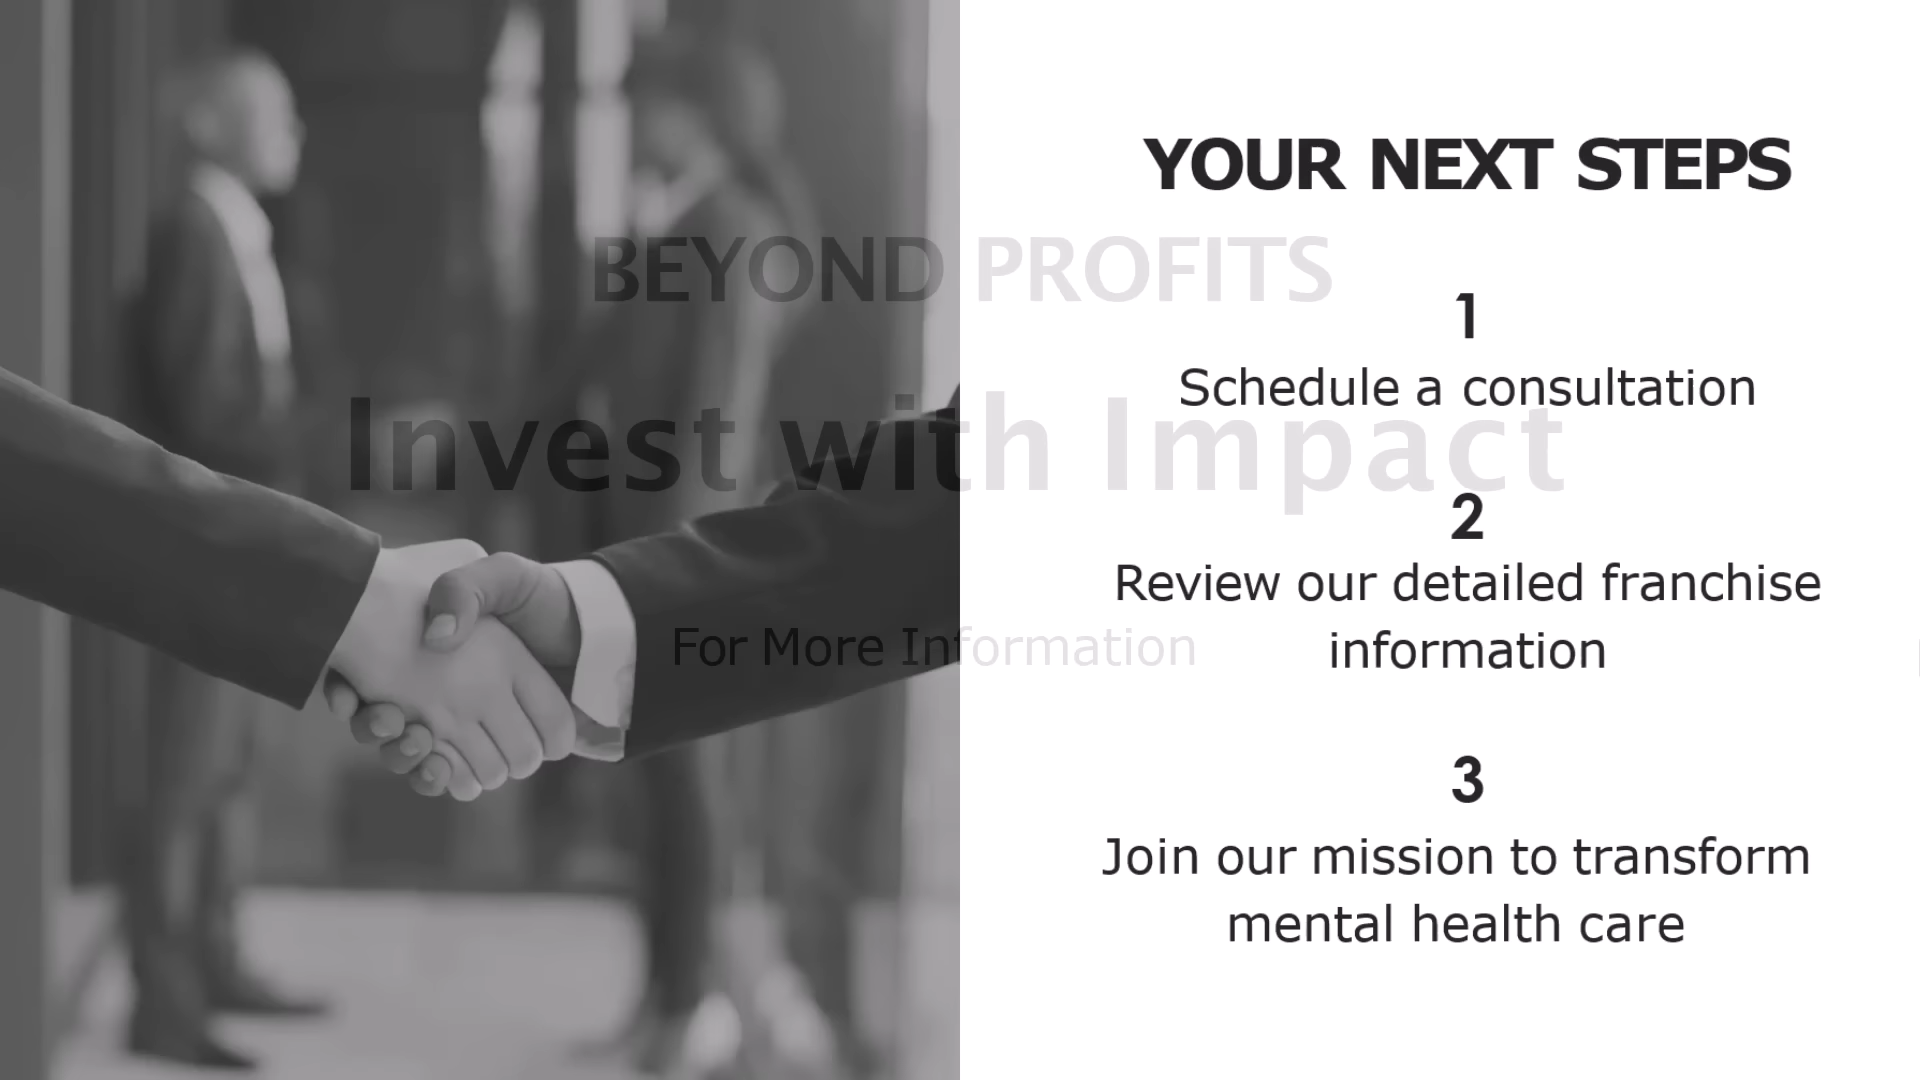 YOUR NEXT STEPS
BEYOND PROFITS
1
Schedule a consultation
Invest with Impact
2
Review our detailed franchise
information
For More Information
3
Join our mission to transform
mental health care